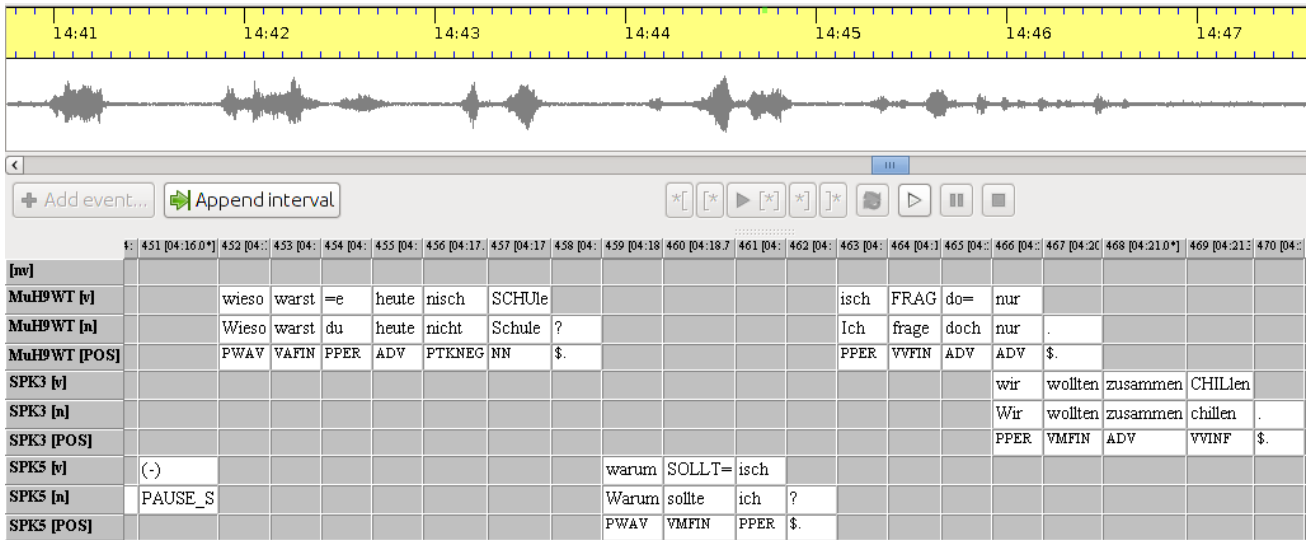 14:41 14:42 14:43 14:44 14:45 14:46 14:47
Add event... Append interval *[ [* [*] *] ]*
451 [04:16.0*] 452 [04: 453 [04: 454 [04: 455 [04: 456 [04:17. 457 [04:17 458 [04: 459 [04:18 460 [04:18.7 461 [04: 462 [04: 463 [04: 464 [04:1 465 [04: 466 [04: 467 [04:20 468 [04:21.0*] 469 [04:21.3 470 [04:
[nv]
MuH9WT [v] wieso warst =e heute nisch SCHUle isch FRAG do= nur
MuH9WT [n] Wieso warst du heute nicht Schule ? Ich frage doch nur .
MuH9WT [POS] PWAV VAFIN PPER ADV PTKNEG NN $. PPER VVFIN ADV ADV $.
SPK3 [v] wir wollten zusammen CHILlen
SPK3 [n] Wir wollten zusammen chillen .
SPK3 [POS] PPER VMFIN ADV VVINF $.
SPK5 [v] (-) warum SOLLT= isch
SPK5 [n] PAUSE_S Warum sollte ich ?
SPK5 [POS] PWAV VMFIN PPER $.